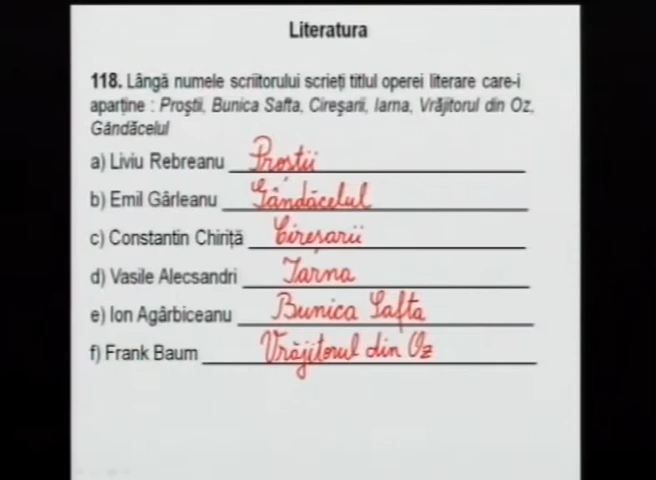 Literatura
118. Lângă numele scriitorului scrieți titlul operei literare care-i
aparține : Proștii, Bunica Safta, Cireșarii, Iarna, Vrăjitorul din Oz,
Gândăcelul
a) Liviu Rebreanu Proștii
b) Emil Gârleanu Gândăcelul
c) Constantin Chiriță Cireșarii
d) Vasile Alecsandri Iarna
e) Ion Agârbiceanu Bunica Safta
f) Frank Baum Vrăjitorul din Oz